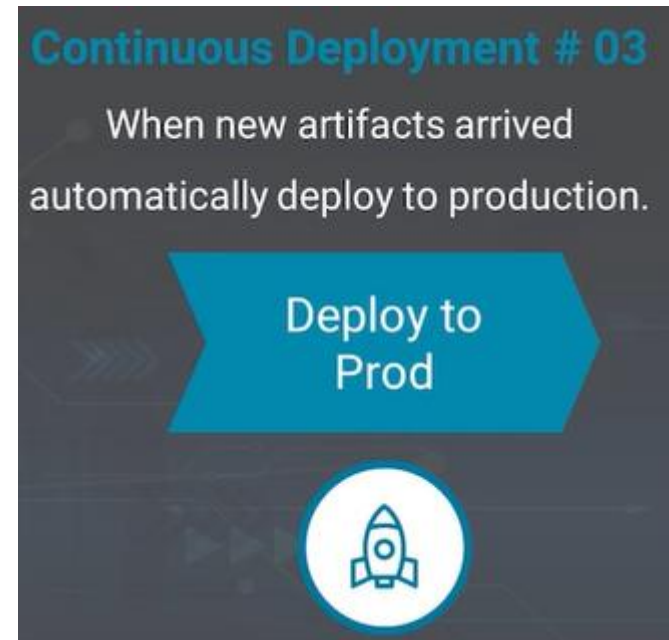 Continuous Deployment # 03
When new artifacts arrived
automatically deploy to production.
Deploy to
Prod